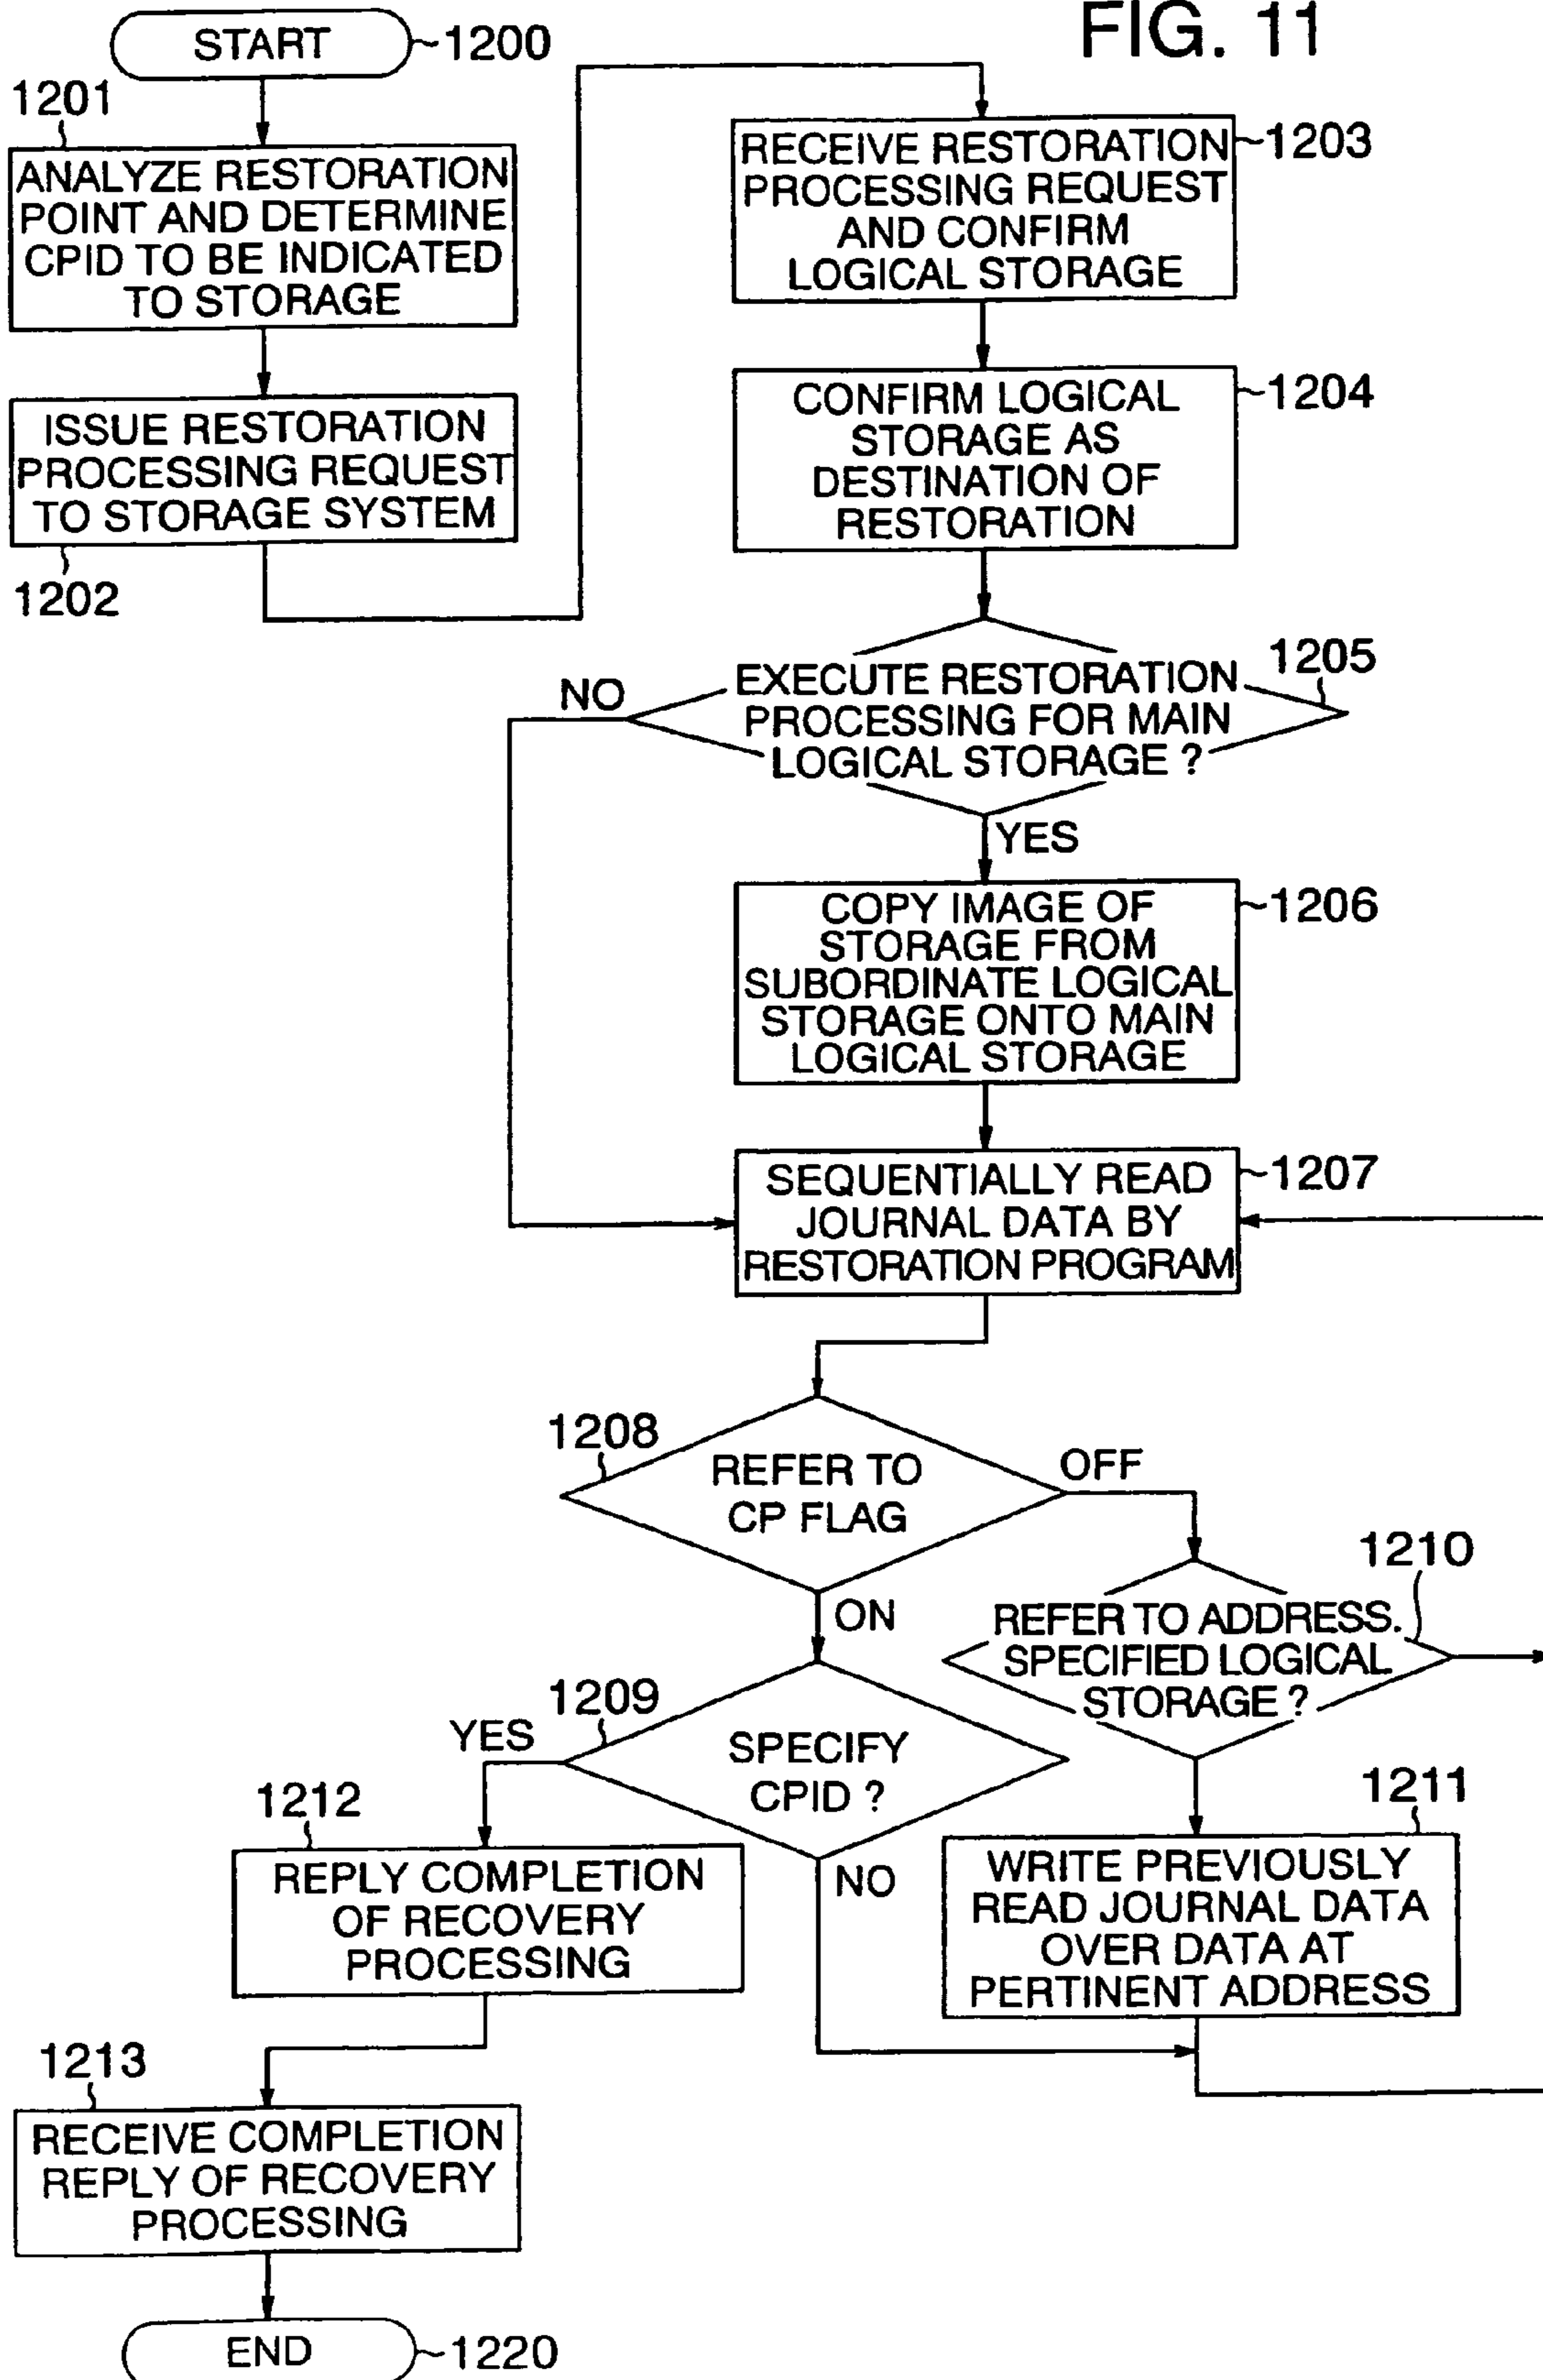 FIG. 11
START
1200
1201
ANALYZE RESTORATION
POINT AND DETERMINE
CPID TO BE INDICATED
TO STORAGE
ISSUE RESTORATION
PROCESSING REQUEST
TO STORAGE SYSTEM
1202
RECEIVE RESTORATION
PROCESSING REQUEST
AND CONFIRM
LOGICAL STORAGE
1203
CONFIRM LOGICAL
STORAGE AS
DESTINATION OF
RESTORATION
1204
EXECUTE RESTORATION
PROCESSING FOR MAIN
LOGICAL STORAGE ?
1205
NO
YES
COPY IMAGE OF
STORAGE FROM
SUBORDINATE LOGICAL
STORAGE ONTO MAIN
LOGICAL STORAGE
1206
SEQUENTIALLY READ
JOURNAL DATA BY
RESTORATION PROGRAM
1207
1208
REFER TO
CP FLAG
OFF
ON
1210
REFER TO ADDRESS.
SPECIFIED LOGICAL
STORAGE ?
1209
SPECIFY
CPID ?
YES
NO
1211
WRITE PREVIOUSLY
READ JOURNAL DATA
OVER DATA AT
PERTINENT ADDRESS
1212
REPLY COMPLETION
OF RECOVERY
PROCESSING
1213
RECEIVE COMPLETION
REPLY OF RECOVERY
PROCESSING
END
1220